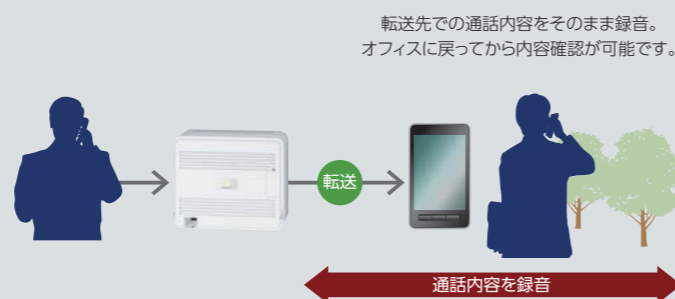 転送先での通話内容をそのまま録音。
オフィスに戻ってから内容確認が可能です。
転送
通話内容を録音